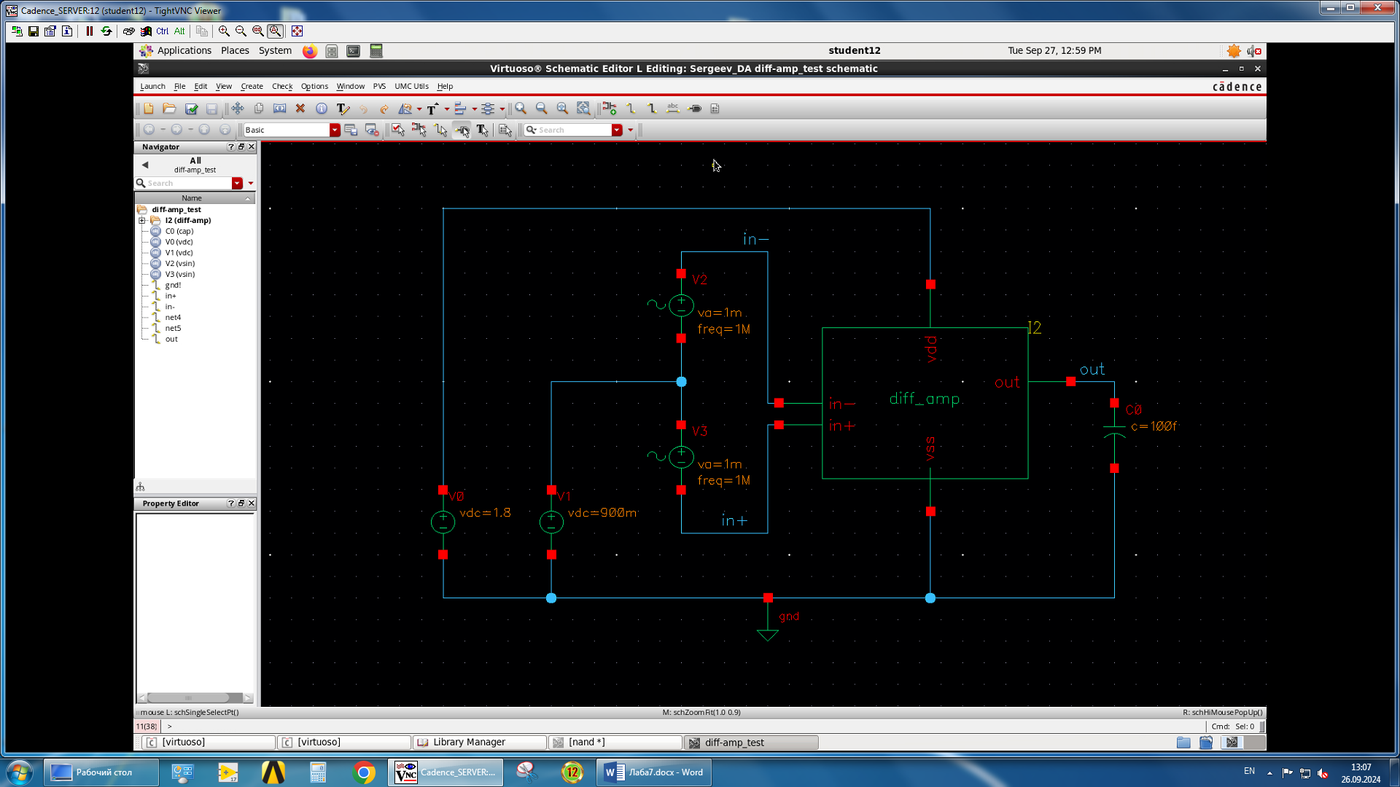 Cadence_SERVER:12 (student12) - TightVNC Viewer
Ctrl Alt
Applications Places System student12 Tue Sep 27, 12:59 PM
Virtuoso® Schematic Editor L Editing: Sergeev_DA diff-amp_test schematic
Launch File Edit View Create Check Options Window PVS UMC Utils Help cādence
Basic Search
Navigator
All
diff-amp_test
Search
Name
diff-amp_test
I2 (diff-amp)
C0 (cap)
V0 (vdc)
V1 (vdc)
V2 (vsin)
V3 (vsin)
gnd!
in+
in-
net4
net5
out
Property Editor
in-
V2
va=1m
freq=1M
I2
vdd
out
out
diff_amp
in-
in+
C0
c=100f
V3
vss
va=1m
freq=1M
V0
vdc=1.8
V1
vdc=900m
in+
gnd
mouse L: schSingleSelectPt() M: schZoomFit(1.0 0.9) R: schHiMousePopUp()
11(38) > Cmd: Sel: 0
[virtuoso] [virtuoso] Library Manager [nand *] diff-amp_test
Рабочий стол Cadence_SERVER:... 12 Лаба7.docx - Word EN 13:07
26.09.2024